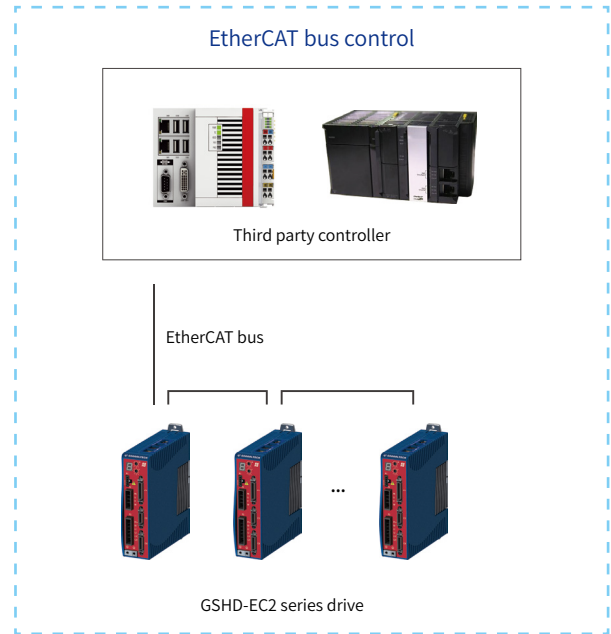 EtherCAT bus control
Third party controller
EtherCAT bus
...
GSHD-EC2 series drive